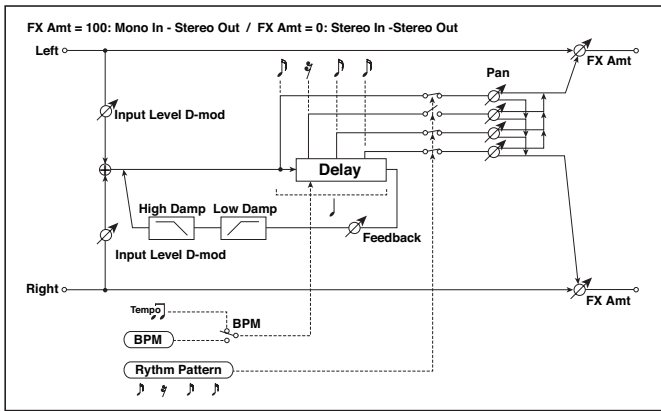 FX Amt = 100: Mono In - Stereo Out / FX Amt = 0: Stereo In -Stereo Out
Left
FX Amt
Pan
Input Level D-mod
Delay
High Damp
Low Damp
Feedback
Input Level D-mod
Right
FX Amt
Tempo
BPM
BPM
Rythm Pattern